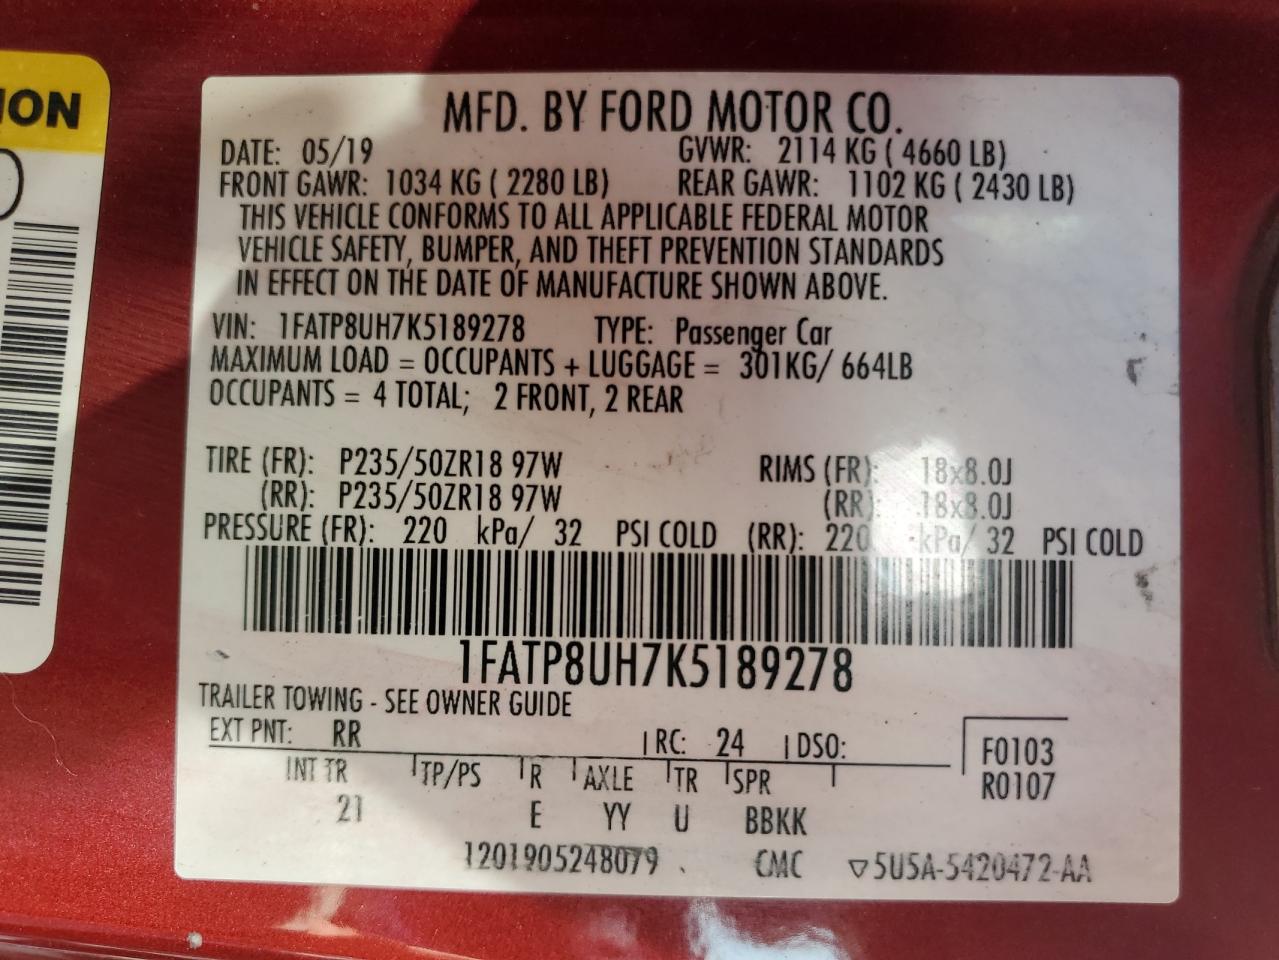 ION
MFD. BY FORD MOTOR CO.
DATE: 05/19 GVWR: 2114 KG ( 4660 LB)
FRONT GAWR: 1034 KG ( 2280 LB) REAR GAWR: 1102 KG ( 2430 LB)
THIS VEHICLE CONFORMS TO ALL APPLICABLE FEDERAL MOTOR
VEHICLE SAFETY, BUMPER, AND THEFT PREVENTION STANDARDS
IN EFFECT ON THE DATE OF MANUFACTURE SHOWN ABOVE.
VIN: 1FATP8UH7K5189278 TYPE: Passenger Car
MAXIMUM LOAD = OCCUPANTS + LUGGAGE = 301KG/ 664LB
OCCUPANTS = 4 TOTAL; 2 FRONT, 2 REAR
TIRE (FR): P235/50ZR18 97W RIMS (FR): 18x8.0J
(RR): P235/50ZR18 97W (RR): 18x8.0J
PRESSURE (FR): 220 kPa/ 32 PSI COLD (RR): 220 kPa/ 32 PSI COLD
1FATP8UH7K5189278
TRAILER TOWING - SEE OWNER GUIDE
EXT PNT: RR RC: 24 DSO: F0103
INT TR TP/PS R AXLE TR SPR R0107
21 E YY U BBKK
1201905248079 CMC ▽5U5A-5420472-AA